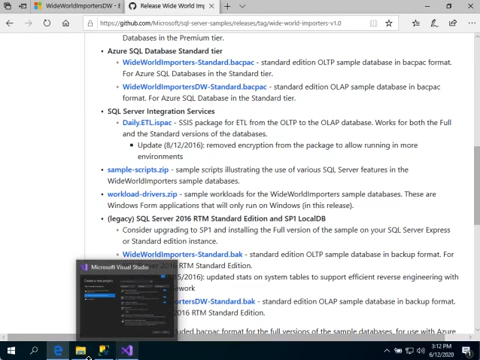 WideWorldImportersDW - B
Release Wide World Im
https://github.com/Microsoft/sql-server-samples/releases/tag/wide-world-importers-v1.0
Databases in the Premium tier.
• Azure SQL Database Standard tier
• WideWorldImporters-Standard.bacpac - standard edition OLTP sample database in bacpac format.
For Azure SQL Databases in the Standard tier.
• WideWorldImportersDW-Standard.bacpac - standard edition OLAP sample database in bacpac
format. For Azure SQL Database in the Standard tier.
• SQL Server Integration Services
• Daily.ETL.ispac - SSIS package for ETL from the OLTP to the OLAP database. Works for both the Full
and the Standard versions of the databases.
• Update (8/12/2016): removed encryption from the package to allow running in more
environments
• sample-scripts.zip - sample scripts illustrating the use of various SQL Server features in the
WideWorldImporters sample databases.
• workload-drivers.zip - sample workloads for the WideWorldImporters sample databases. These are
Windows Form applications that will only run on Windows (in this release).
• (legacy) SQL Server 2016 RTM Standard Edition and SP1 LocalDB
• Consider upgrading to SP1 and installing the Full version of the sample on your SQL Server Express
or Standard edition instance.
• WideWorldImporters-Standard.bak - standard edition OLTP sample database in backup format. For
RTM Standard Edition.
5/2016): updated stats on system tables to support efficient reverse engineering with
work
ortersDW-Standard.bak - standard edition OLAP sample database in backup format.
RTM Standard Edition.
cluded bacpac format for the full versions of the sample databases, for use with Azure
Microsoft Visual Studio
Create a new project
3:12 PM
6/12/2020